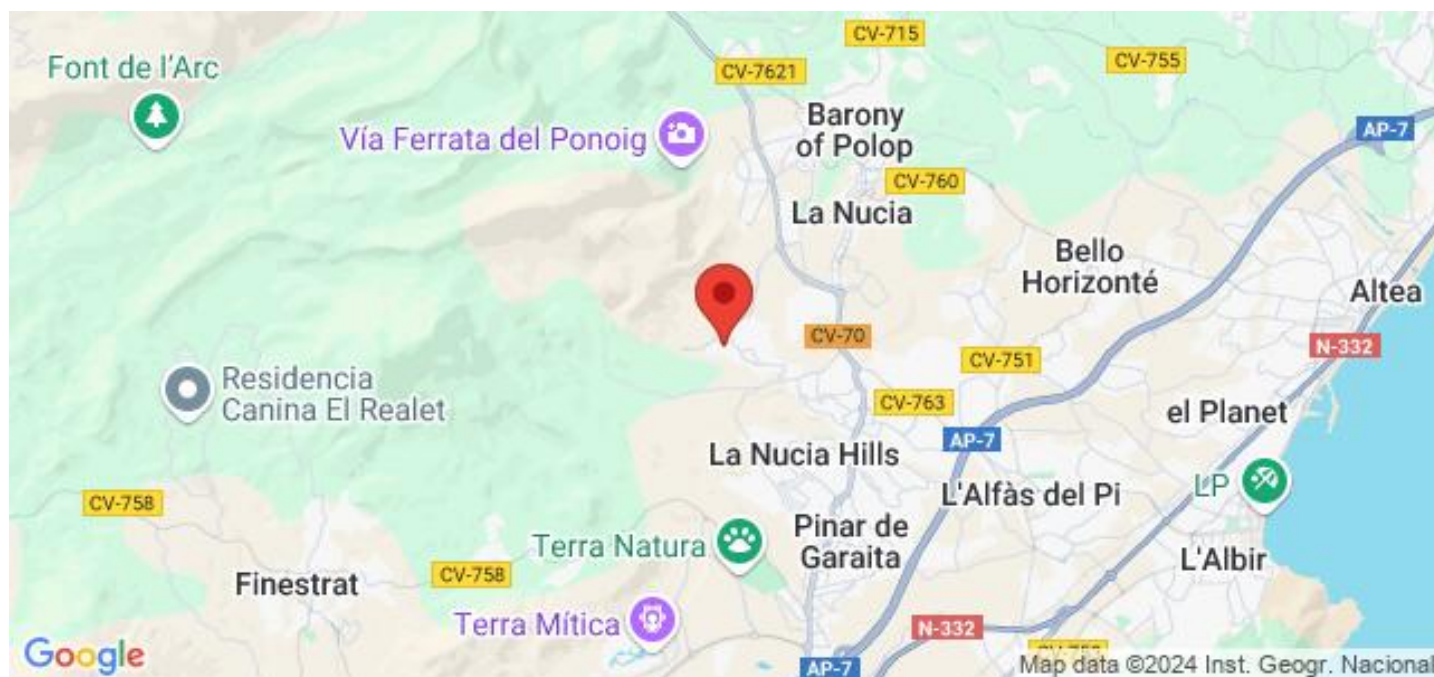 CV-715
CV-755
Font de l'Arc
CV-7621
Barony
of Polop
AP-7
Vía Ferrata del Ponoig
CV-760
La Nucia
Bello
Horizonté
Altea
CV-70
N-332
CV-751
Residencia
Canina El Realet
CV-763
el Planet
AP-7
La Nucia Hills
LP
L'Alfàs del Pi
CV-758
Pinar de
Garaita
Terra Natura
L'Albir
CV-758
Finestrat
Terra Mítica
N-332
Google
AP-7
Map data ©2024 Inst. Geogr. Nacional